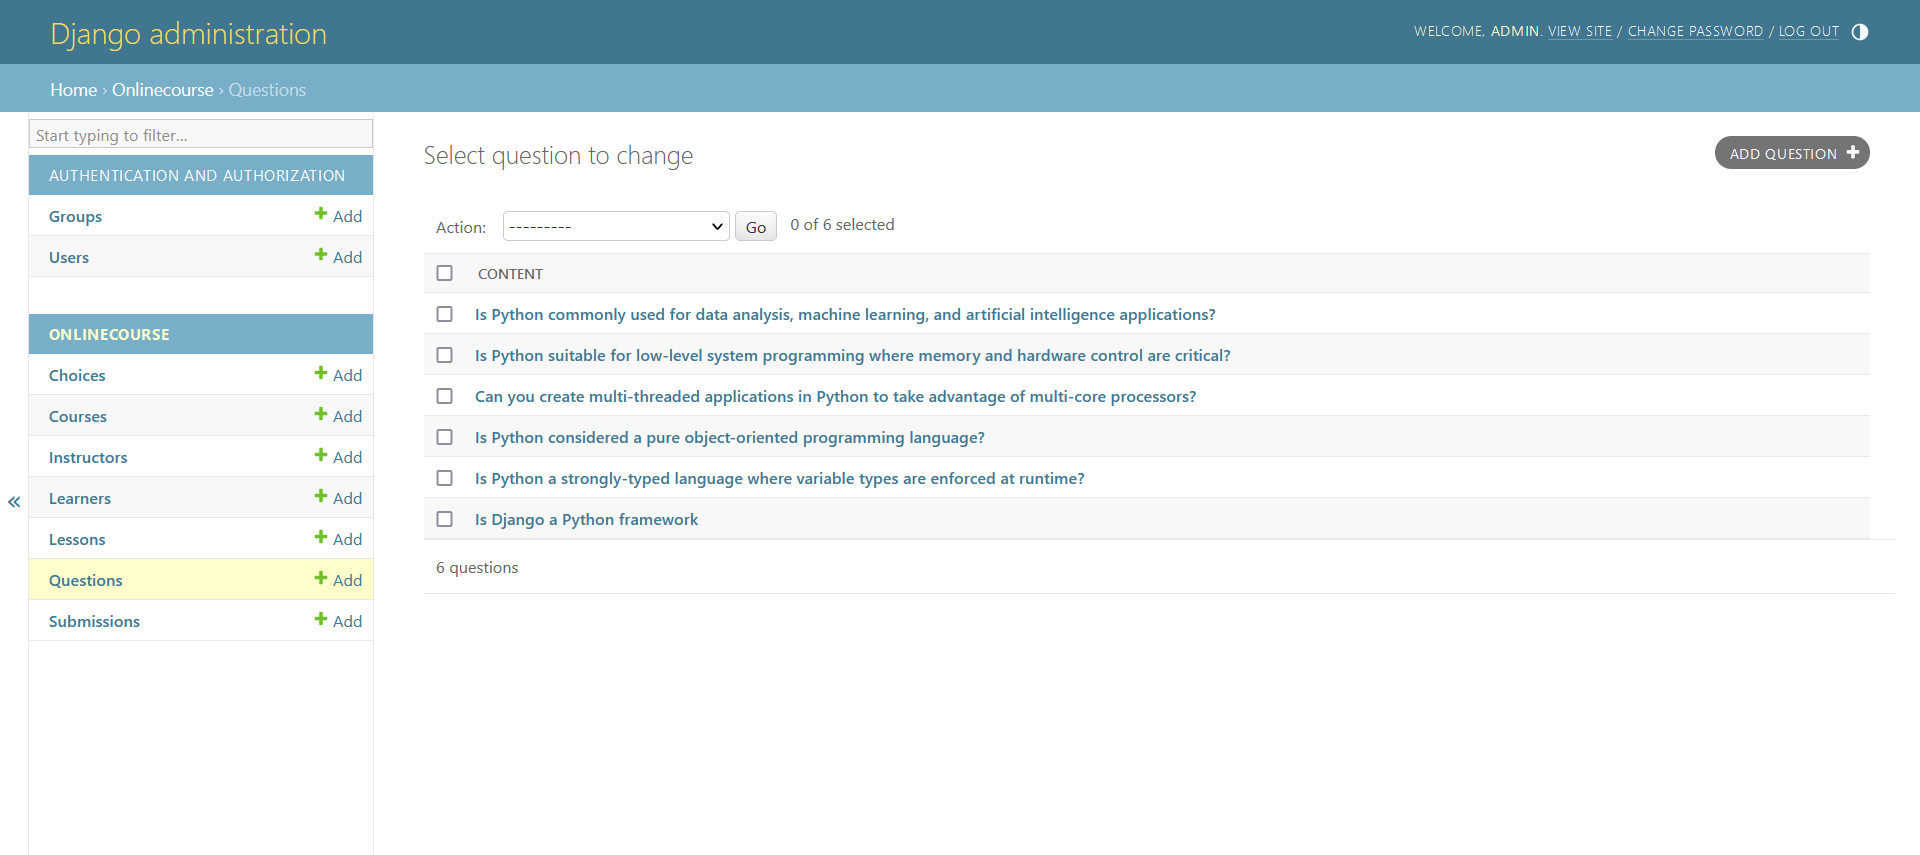 Django administration
WELCOME, ADMIN. VIEW SITE / CHANGE PASSWORD / LOG OUT
Home › Onlinecourse › Questions
Start typing to filter...
AUTHENTICATION AND AUTHORIZATION
Groups Add
Users Add
ONLINECOURSE
Choices Add
Courses Add
Instructors Add
Learners Add
Lessons Add
Questions Add
Submissions Add
«
Select question to change
ADD QUESTION
Action: --------- Go 0 of 6 selected
CONTENT
Is Python commonly used for data analysis, machine learning, and artificial intelligence applications?
Is Python suitable for low-level system programming where memory and hardware control are critical?
Can you create multi-threaded applications in Python to take advantage of multi-core processors?
Is Python considered a pure object-oriented programming language?
Is Python a strongly-typed language where variable types are enforced at runtime?
Is Django a Python framework
6 questions